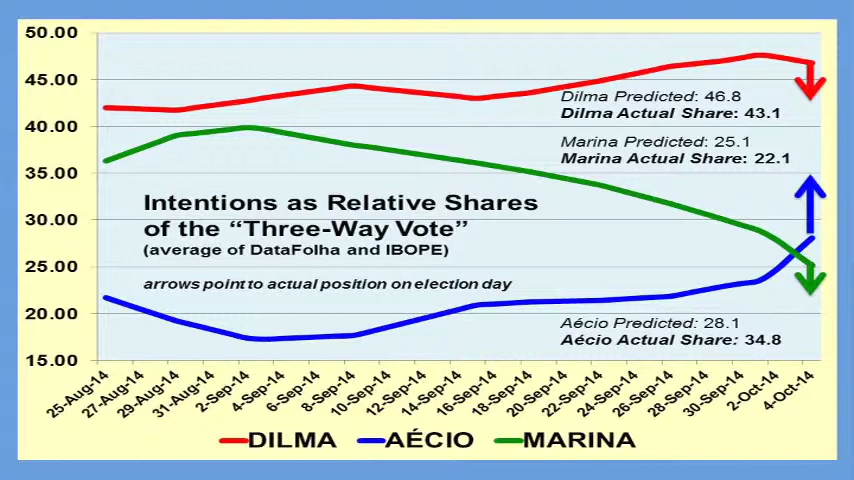 50.00
45.00
40.00
35.00
30.00
25.00
20.00
15.00
Dilma Predicted: 46.8
Dilma Actual Share: 43.1
Marina Predicted: 25.1
Marina Actual Share: 22.1
Intentions as Relative Shares
of the “Three-Way Vote”
(average of DataFolha and IBOPE)
arrows point to actual position on election day
Aécio Predicted: 28.1
Aécio Actual Share: 34.8
25-Aug-14
27-Aug-14
29-Aug-14
31-Aug-14
2-Sep-14
4-Sep-14
6-Sep-14
8-Sep-14
10-Sep-14
12-Sep-14
14-Sep-14
16-Sep-14
18-Sep-14
20-Sep-14
22-Sep-14
24-Sep-14
26-Sep-14
28-Sep-14
30-Sep-14
2-Oct-14
4-Oct-14
DILMA AÉCIO MARINA